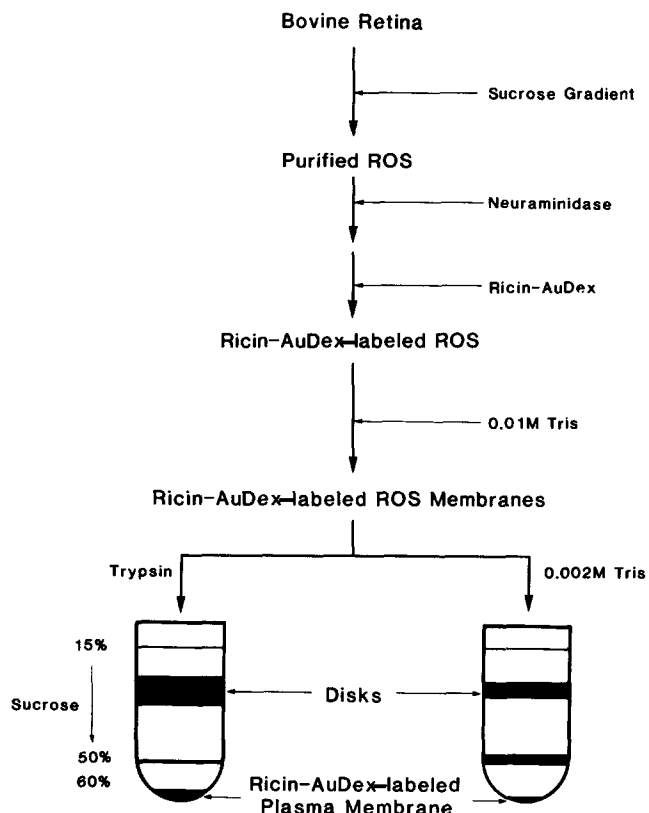 Bovine Retina
Sucrose Gradient
Purified ROS
Neuraminidase
Ricin-AuDex
Ricin-AuDex-labeled ROS
0.01M Tris
Ricin-AuDex-labeled ROS Membranes
Trypsin
0.002M Tris
15%
Disks
Sucrose
50%
60%
Ricin-AuDex-labeled
Plasma Membrane